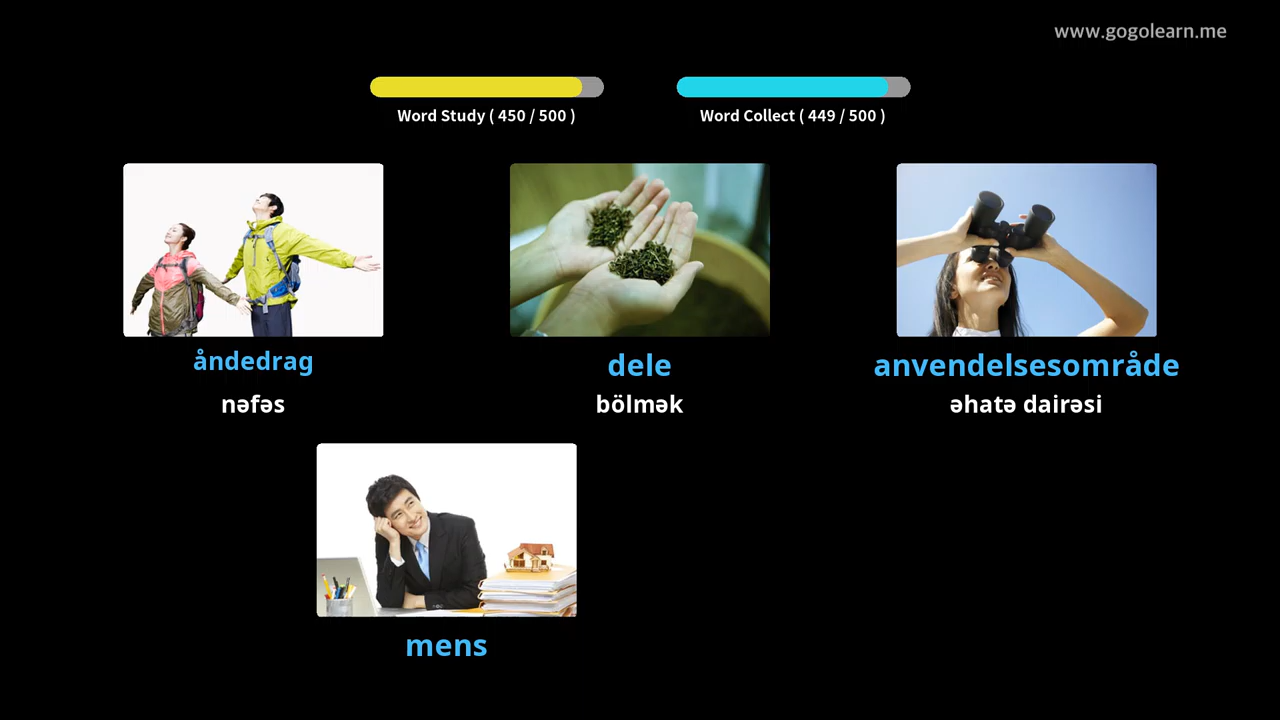 www.gogolearn.me
Word Study ( 450 / 500 )
Word Collect ( 449 / 500 )
åndedrag
nəfəs
dele
bölmək
anvendelsesområde
əhatə dairəsi
mens